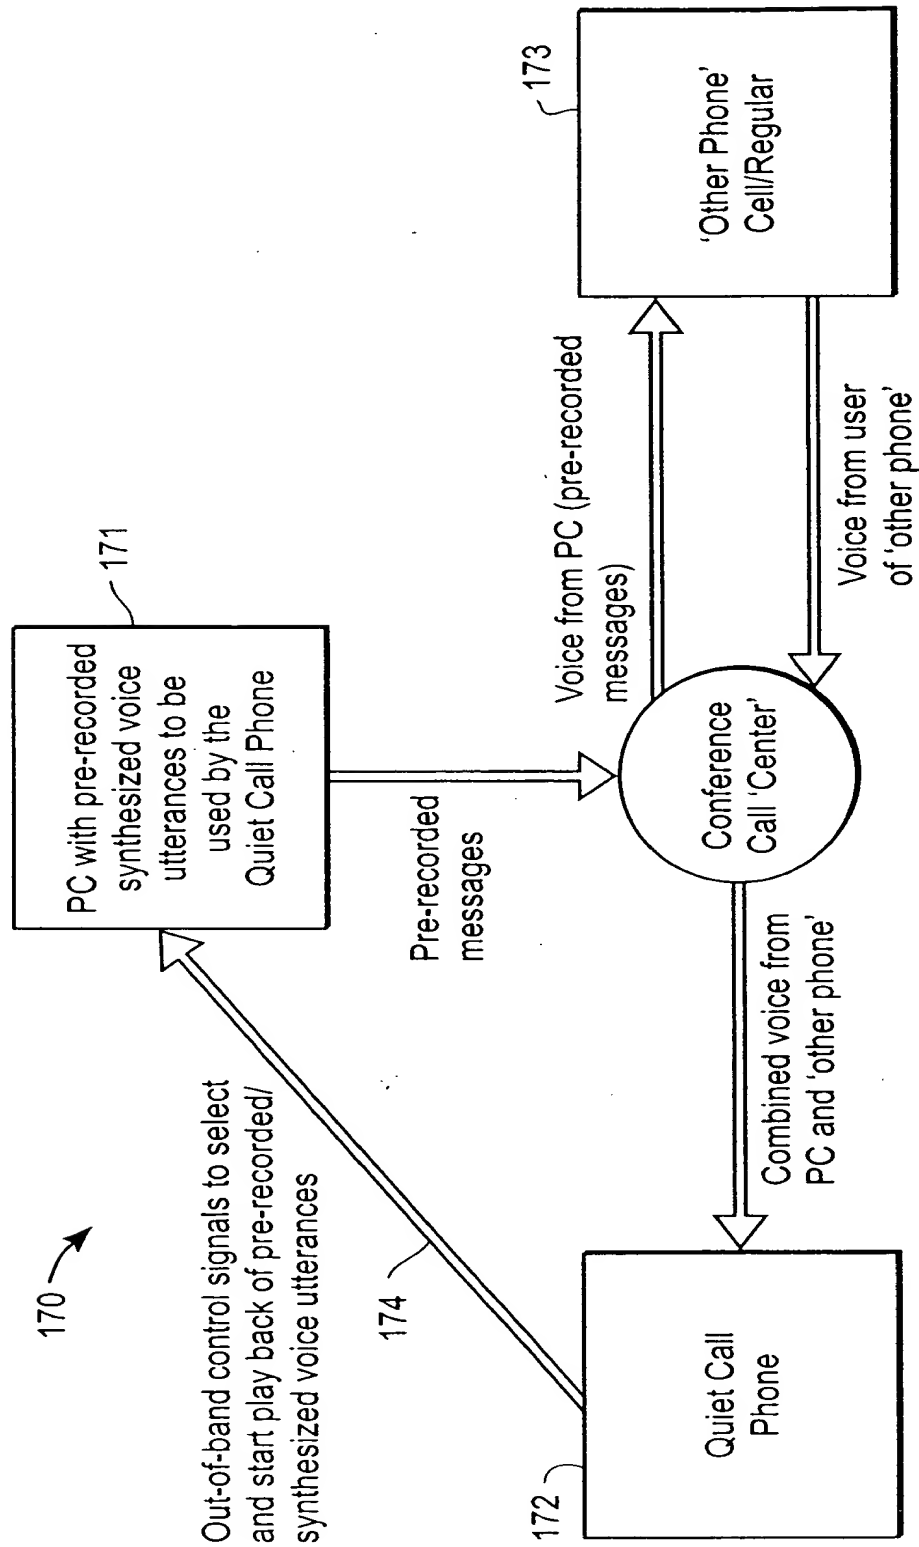 170
Out-of-band control signals to select
and start play back of pre-recorded/
synthesized voice utterances
174
PC with pre-recorded
synthesized voice
utterances to be
used by the
Quiet Call Phone
171
Pre-recorded
messages
172
Quiet Call
Phone
Combined voice from
PC and 'other phone'
Conference
Call 'Center'
Voice from PC (pre-recorded
messages)
Voice from user
of 'other phone'
173
'Other Phone'
Cell/Regular